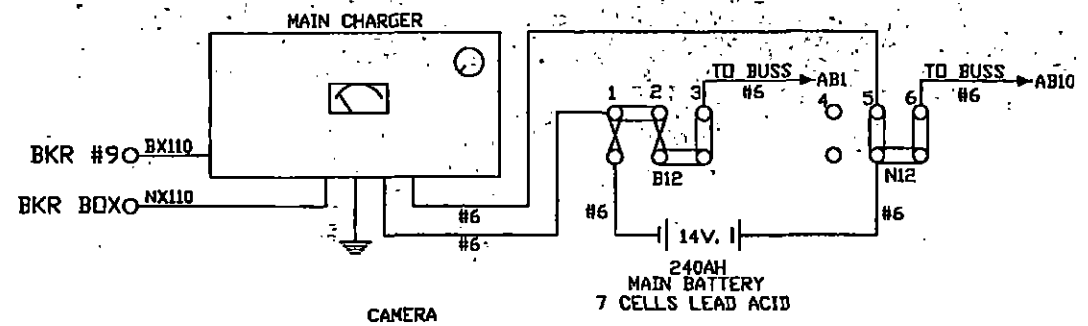 MAIN CHARGER
BKR #9 BX110
BKR BOX NX110
#6
#6
1 2 3
TO BUSS AB1
#6
4 5 6
TO BUSS AB10
#6
B12
N12
#6
#6
14V.
240AH
MAIN BATTERY
7 CELLS LEAD ACID
CAMERA